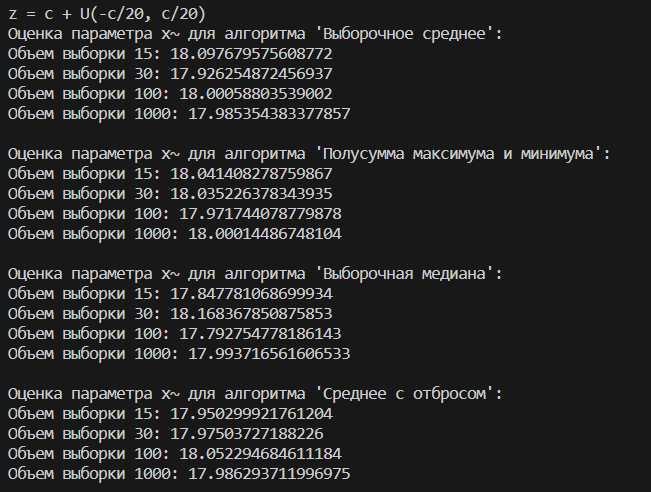 z = c + U(-c/20, c/20)
Оценка параметра x~ для алгоритма 'Выборочное среднее':
Объем выборки 15: 18.097679575608772
Объем выборки 30: 17.926254872456937
Объем выборки 100: 18.00058803539002
Объем выборки 1000: 17.985354383377857

Оценка параметра x~ для алгоритма 'Полусумма максимума и минимума':
Объем выборки 15: 18.041408278759867
Объем выборки 30: 18.035226378343935
Объем выборки 100: 17.971744078779878
Объем выборки 1000: 18.00014486748104

Оценка параметра x~ для алгоритма 'Выборочная медиана':
Объем выборки 15: 17.847781068699934
Объем выборки 30: 18.168367850875853
Объем выборки 100: 17.792754778186143
Объем выборки 1000: 17.993716561606533

Оценка параметра x~ для алгоритма 'Среднее с отбросом':
Объем выборки 15: 17.950299921761204
Объем выборки 30: 17.97503727188226
Объем выборки 100: 18.052294684611184
Объем выборки 1000: 17.986293711996975